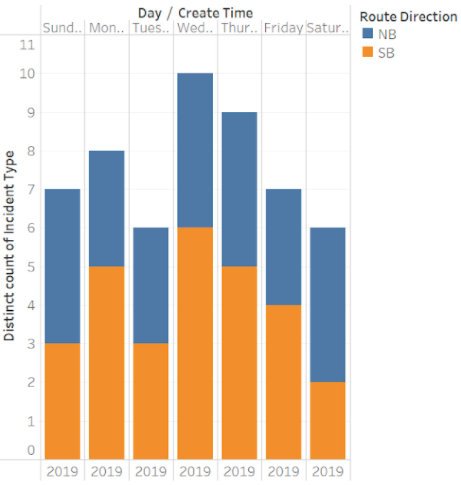 Day / Create Time
Sund.. Mon.. Tues.. Wed.. Thur.. Friday Satur..
Route Direction
NB
SB
Distinct count of Incident Type
11
10
9
8
7
6
5
4
3
2
1
0
2019 2019 2019 2019 2019 2019 2019